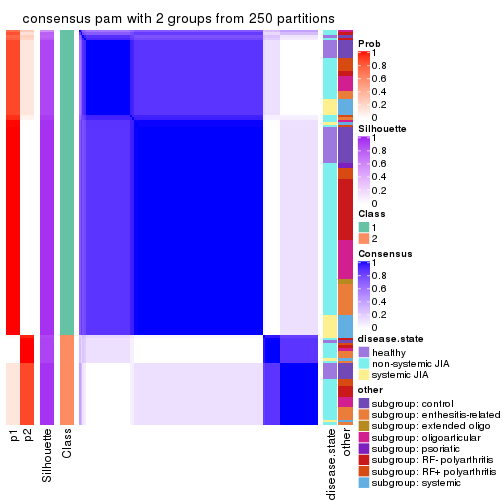 consensus pam with 2 groups from 250 partitions
Prob
1
0.8
0.6
0.4
0.2
0
Silhouette
1
0.8
0.6
0.4
0.2
0
Class
1
2
Consensus
1
0.8
0.6
0.4
0.2
0
disease.state
healthy
non-systemic JIA
systemic JIA
other
subgroup: control
subgroup: enthesitis-related
subgroup: extended oligo
subgroup: oligoarticular
subgroup: psoriatic
subgroup: RF- polyarthritis
subgroup: RF+ polyarthritis
subgroup: systemic
p1
p2
Silhouette
Class
disease.state
other